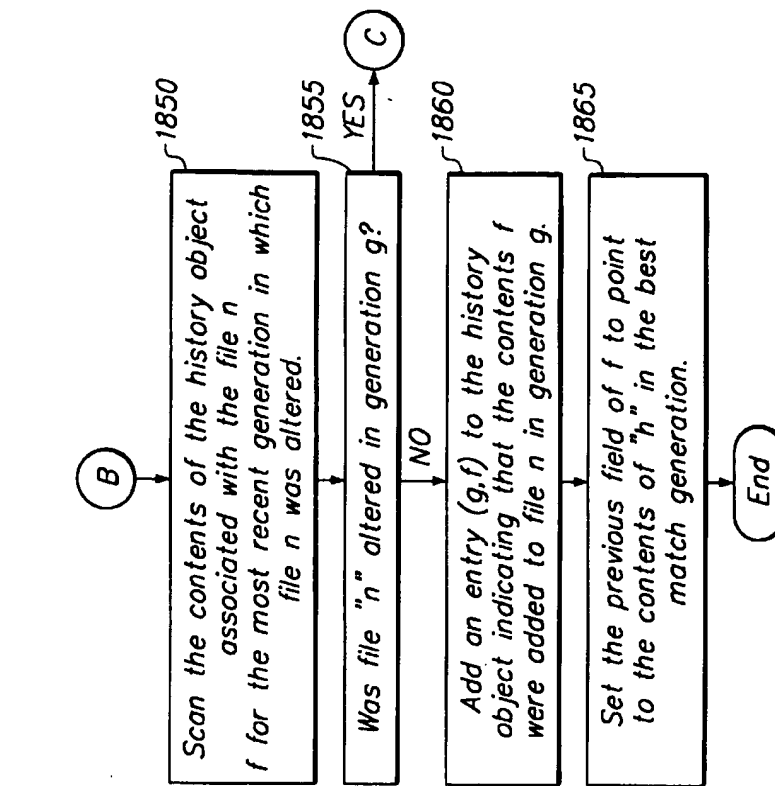 B
1850
Scan the contents of the history object
associated with the file n
f for the most recent generation in which
file n was altered.
1855
Was file "n" altered in generation g?
YES
C
NO
1860
Add an entry (g,f) to the history
object indicating that the contents f
were added to file n in generation g.
1865
Set the previous field of f to point
to the contents of "h" in the best
match generation.
End